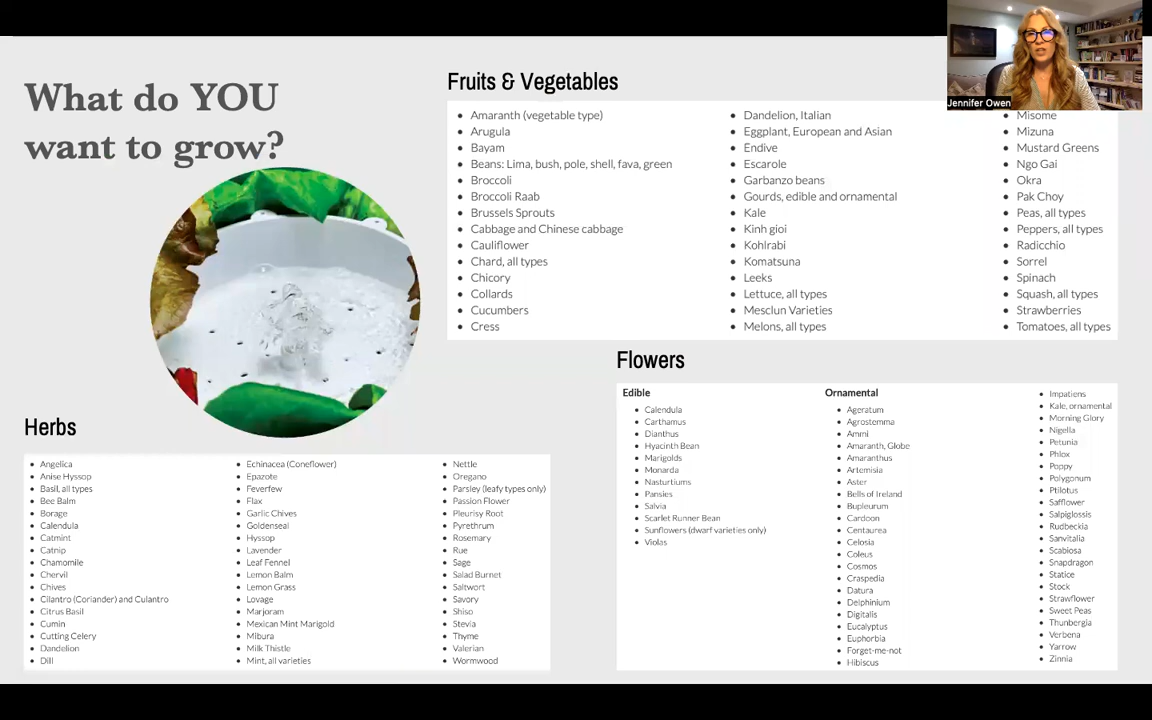 What do YOU
want to grow?
Jennifer Owen
Fruits & Vegetables
Amaranth (vegetable type)
Arugula
Bayam
Beans: Lima, bush, pole, shell, fava, green
Broccoli
Broccoli Raab
Brussels Sprouts
Cabbage and Chinese cabbage
Cauliflower
Chard, all types
Chicory
Collards
Cucumbers
Cress
Dandelion, Italian
Eggplant, European and Asian
Endive
Escarole
Garbanzo beans
Gourds, edible and ornamental
Kale
Kinh gioi
Kohlrabi
Komatsuna
Leeks
Lettuce, all types
Mesclun Varieties
Melons, all types
Misome
Mizuna
Mustard Greens
Ngo Gai
Okra
Pak Choy
Peas, all types
Peppers, all types
Radicchio
Sorrel
Spinach
Squash, all types
Strawberries
Tomatoes, all types
Herbs
Angelica
Anise Hyssop
Basil, all types
Bee Balm
Borage
Calendula
Catmint
Catnip
Chamomile
Chervil
Chives
Cilantro (Coriander) and Culantro
Citrus Basil
Cumin
Cutting Celery
Dandelion
Dill
Echinacea (Coneflower)
Epazote
Feverfew
Flax
Garlic Chives
Goldenseal
Hyssop
Lavender
Leaf Fennel
Lemon Balm
Lemon Grass
Lovage
Marjoram
Mexican Mint Marigold
Mibura
Milk Thistle
Mint, all varieties
Nettle
Oregano
Parsley (leafy types only)
Passion Flower
Pleurisy Root
Pyrethrum
Rosemary
Rue
Sage
Salad Burnet
Saltwort
Savory
Shiso
Stevia
Thyme
Valerian
Wormwood
Flowers
Edible
Calendula
Carthamus
Dianthus
Hyacinth Bean
Marigolds
Monarda
Nasturtiums
Pansies
Salvia
Scarlet Runner Bean
Sunflowers (dwarf varieties only)
Violas
Ornamental
Ageratum
Agrostemma
Ammi
Amaranth, Globe
Amaranthus
Artemisia
Aster
Bells of Ireland
Bupleurum
Cardoon
Centaurea
Celosia
Coleus
Cosmos
Craspedia
Datura
Delphinium
Digitalis
Eucalyptus
Euphorbia
Forget-me-not
Hibiscus
Impatiens
Kale, ornamental
Morning Glory
Nigella
Petunia
Phlox
Poppy
Polygonum
Ptilotus
Safflower
Salpiglossis
Rudbeckia
Sanvitalia
Scabiosa
Snapdragon
Statice
Stock
Strawflower
Sweet Peas
Thunbergia
Verbena
Yarrow
Zinnia